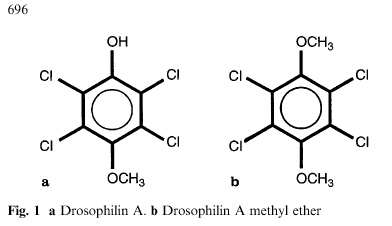 696
OH
OCH3
Cl
Cl
Cl
Cl
Cl
Cl
Cl
Cl
a
OCH3
b
OCH3
Fig. 1 a Drosophilin A. b Drosophilin A methyl ether